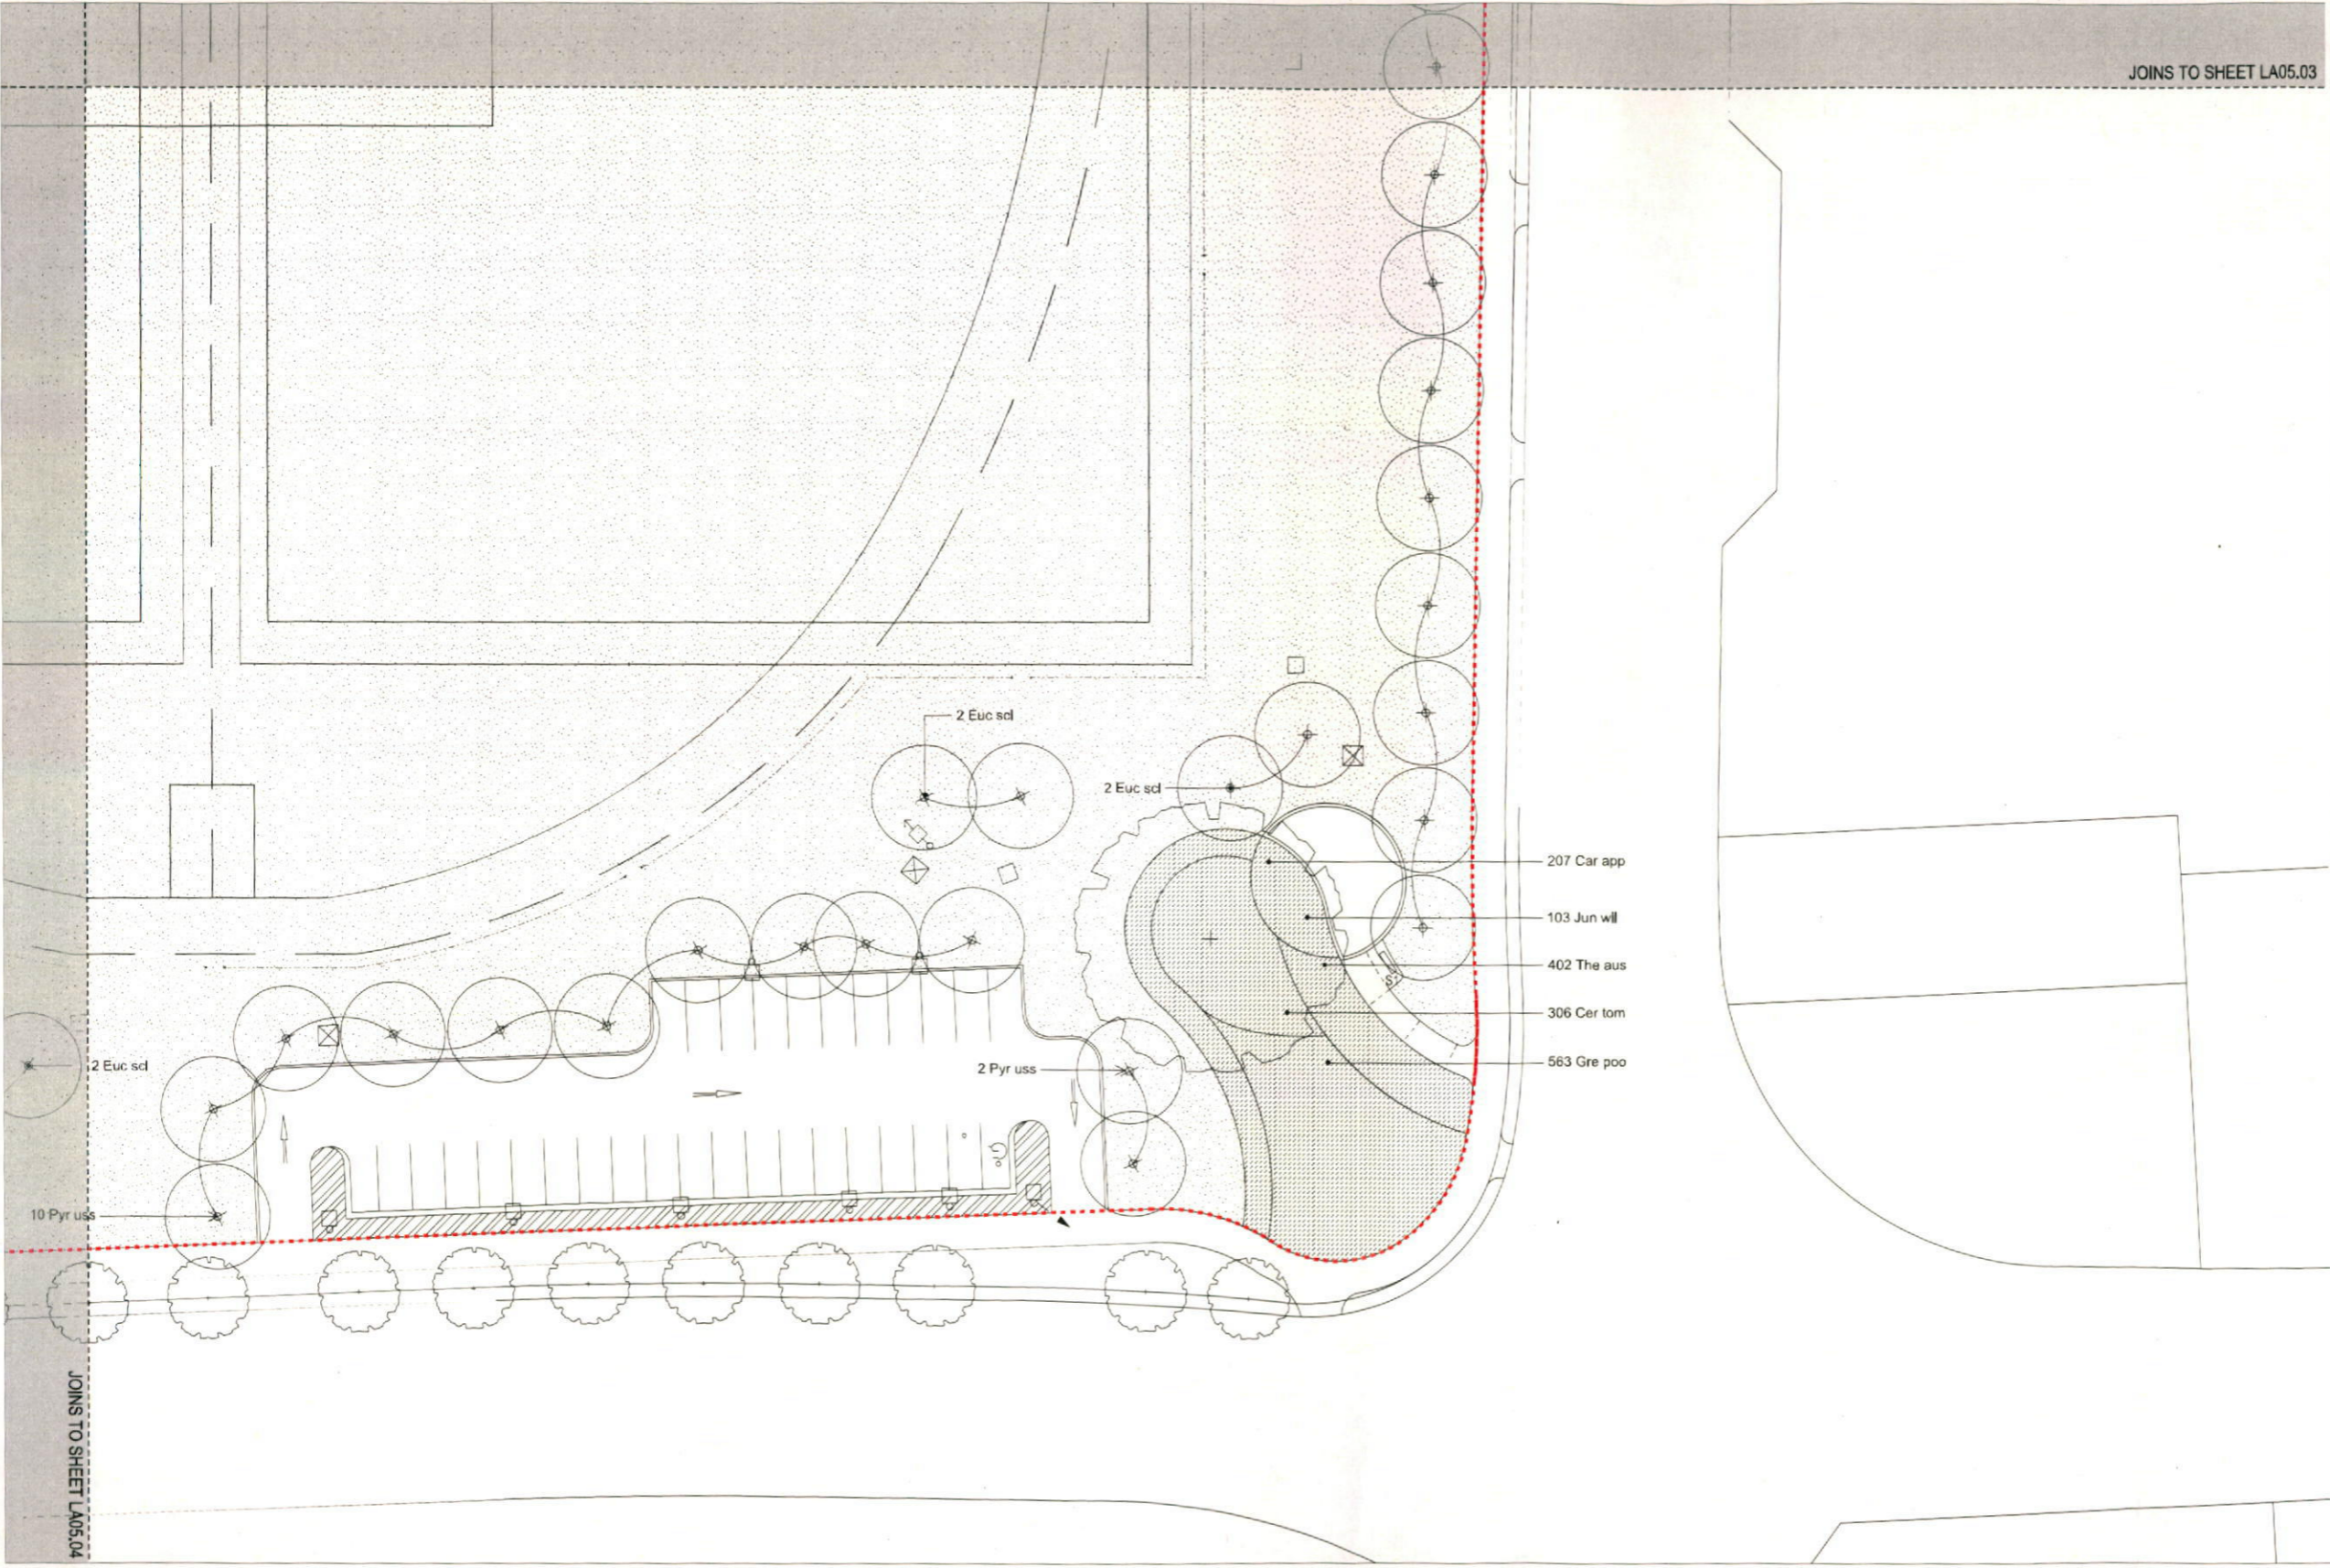 JOINS TO SHEET LA05.03
2 Euc scl
2 Euc scl
207 Car app
103 Jun wil
402 The aus
306 Cer tom
2 Euc scl
2 Pyr uss
563 Gre poo
10 Pyr uss
JOINS TO SHEET LA05.04